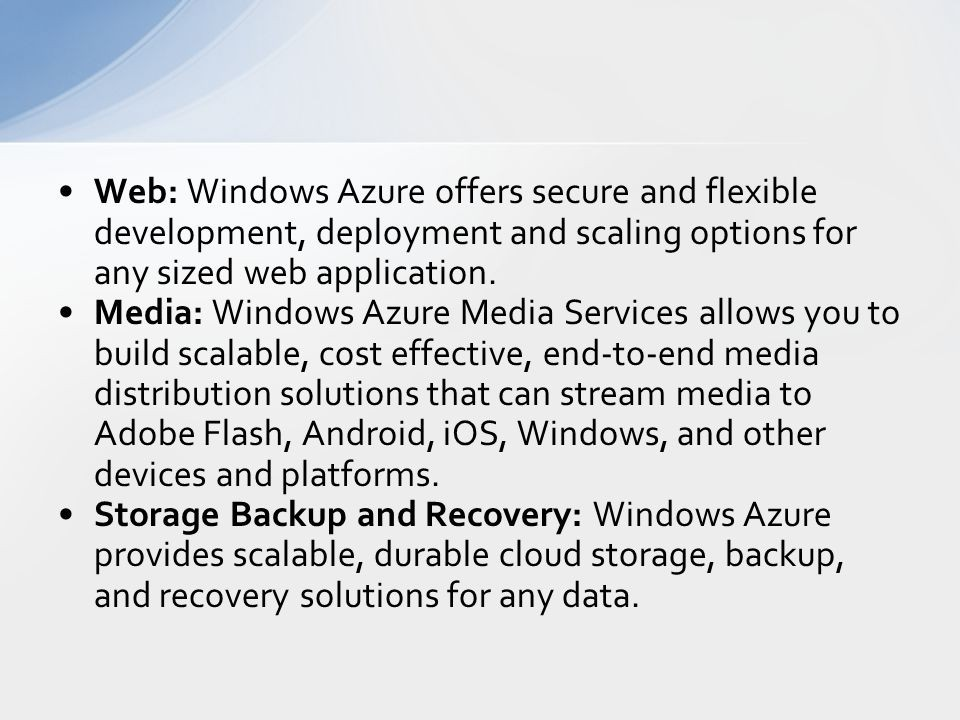 • Web: Windows Azure offers secure and flexible
development, deployment and scaling options for
any sized web application.
• Media: Windows Azure Media Services allows you to
build scalable, cost effective, end-to-end media
distribution solutions that can stream media to
Adobe Flash, Android, iOS, Windows, and other
devices and platforms.
• Storage Backup and Recovery: Windows Azure
provides scalable, durable cloud storage, backup,
and recovery solutions for any data.